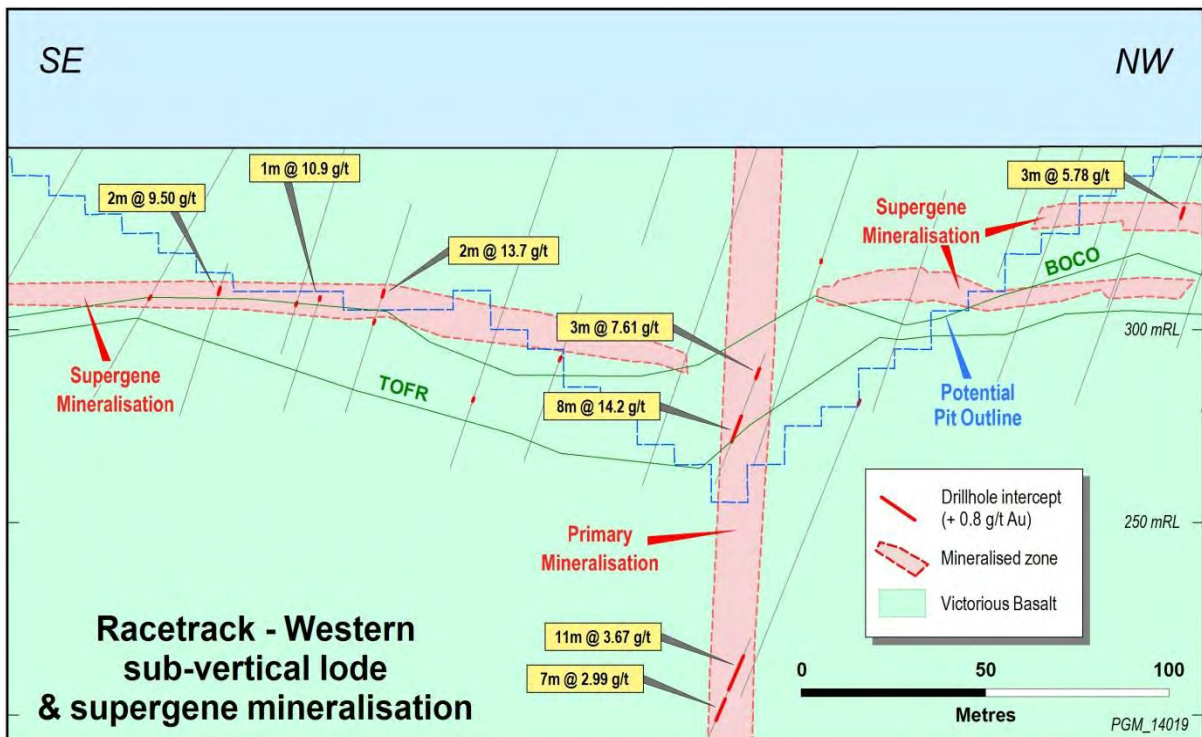 SE
NW
1m @ 10.9 g/t
3m @ 5.78 g/t
2m @ 9.50 g/t
Supergene
Mineralisation
2m @ 13.7 g/t
BOCO
3m @ 7.61 g/t
300 mRL
Supergene
Mineralisation
TOFR
Potential
Pit Outline
8m @ 14.2 g/t
Drillhole intercept
(+ 0.8 g/t Au)
250 mRL
Primary
Mineralisation
Mineralised zone
Victorious Basalt
Racetrack - Western
sub-vertical lode
& supergene mineralisation
11m @ 3.67 g/t
7m @ 2.99 g/t
0
50
100
Metres
PGM_14019